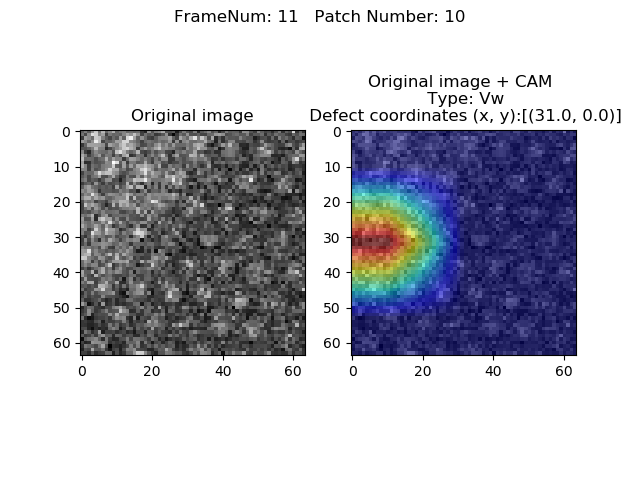 FrameNum: 11   Patch Number: 10
Original image
Original image + CAM
Type: Vw
Defect coordinates (x, y):[(31.0, 0.0)]
0
10
20
30
40
50
60
0 20 40 60
0
10
20
30
40
50
60
0 20 40 60